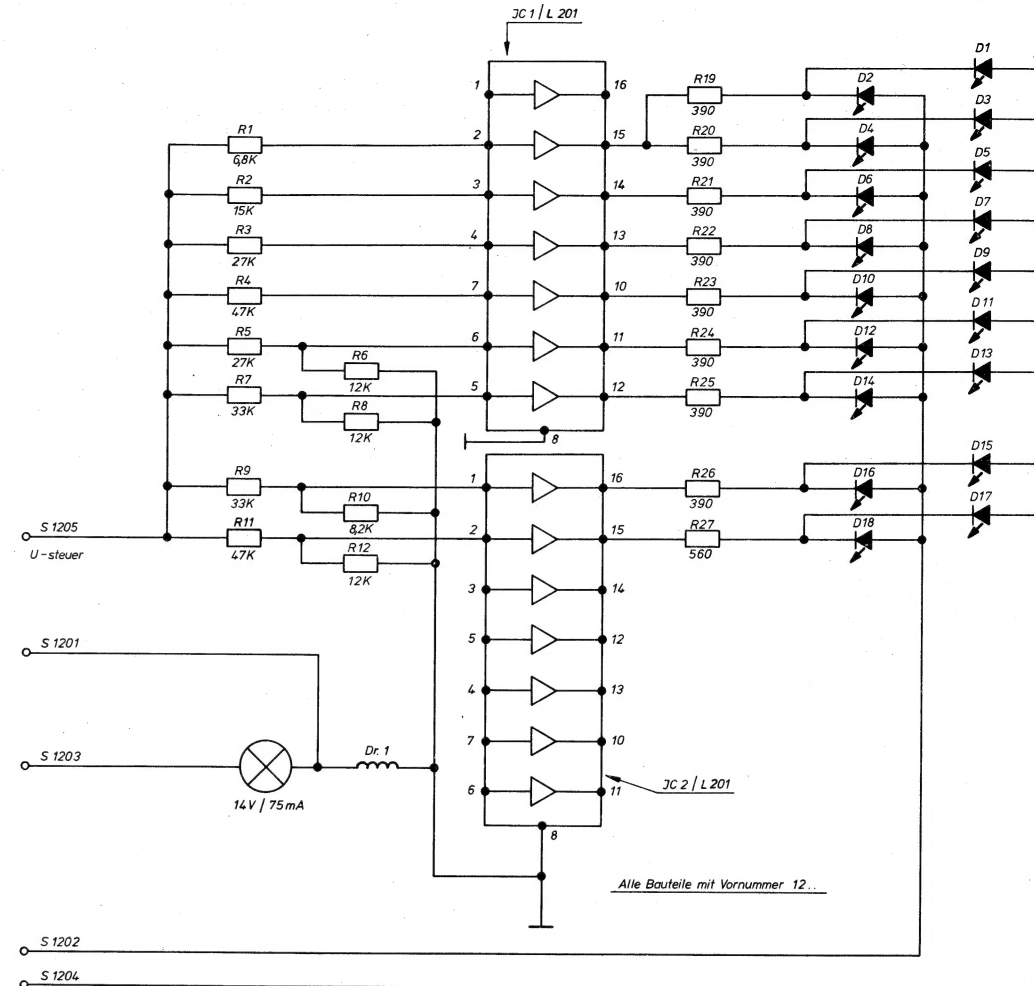 JC 1 / L 201
D1
1
16
R19
390
D2
D3
R1
6,8K
2
15
R20
390
D4
D5
R2
15K
3
14
R21
390
D6
D7
R3
27K
4
13
R22
390
D8
D9
R4
47K
7
10
R23
390
D10
D11
R5
27K
R6
12K
6
11
R24
390
D12
D13
R7
33K
R8
12K
5
12
R25
390
D14
8
D15
R9
33K
R10
8,2K
1
16
R26
390
D16
D17
S 1205
U-steuer
R11
47K
R12
12K
2
15
R27
560
D18
3
14
5
12
S 1201
4
13
S 1203
14V / 75mA
Dr. 1
7
10
6
11
JC 2 / L 201
8
Alle Bauteile mit Vornummer 12..
S 1202
S 1204